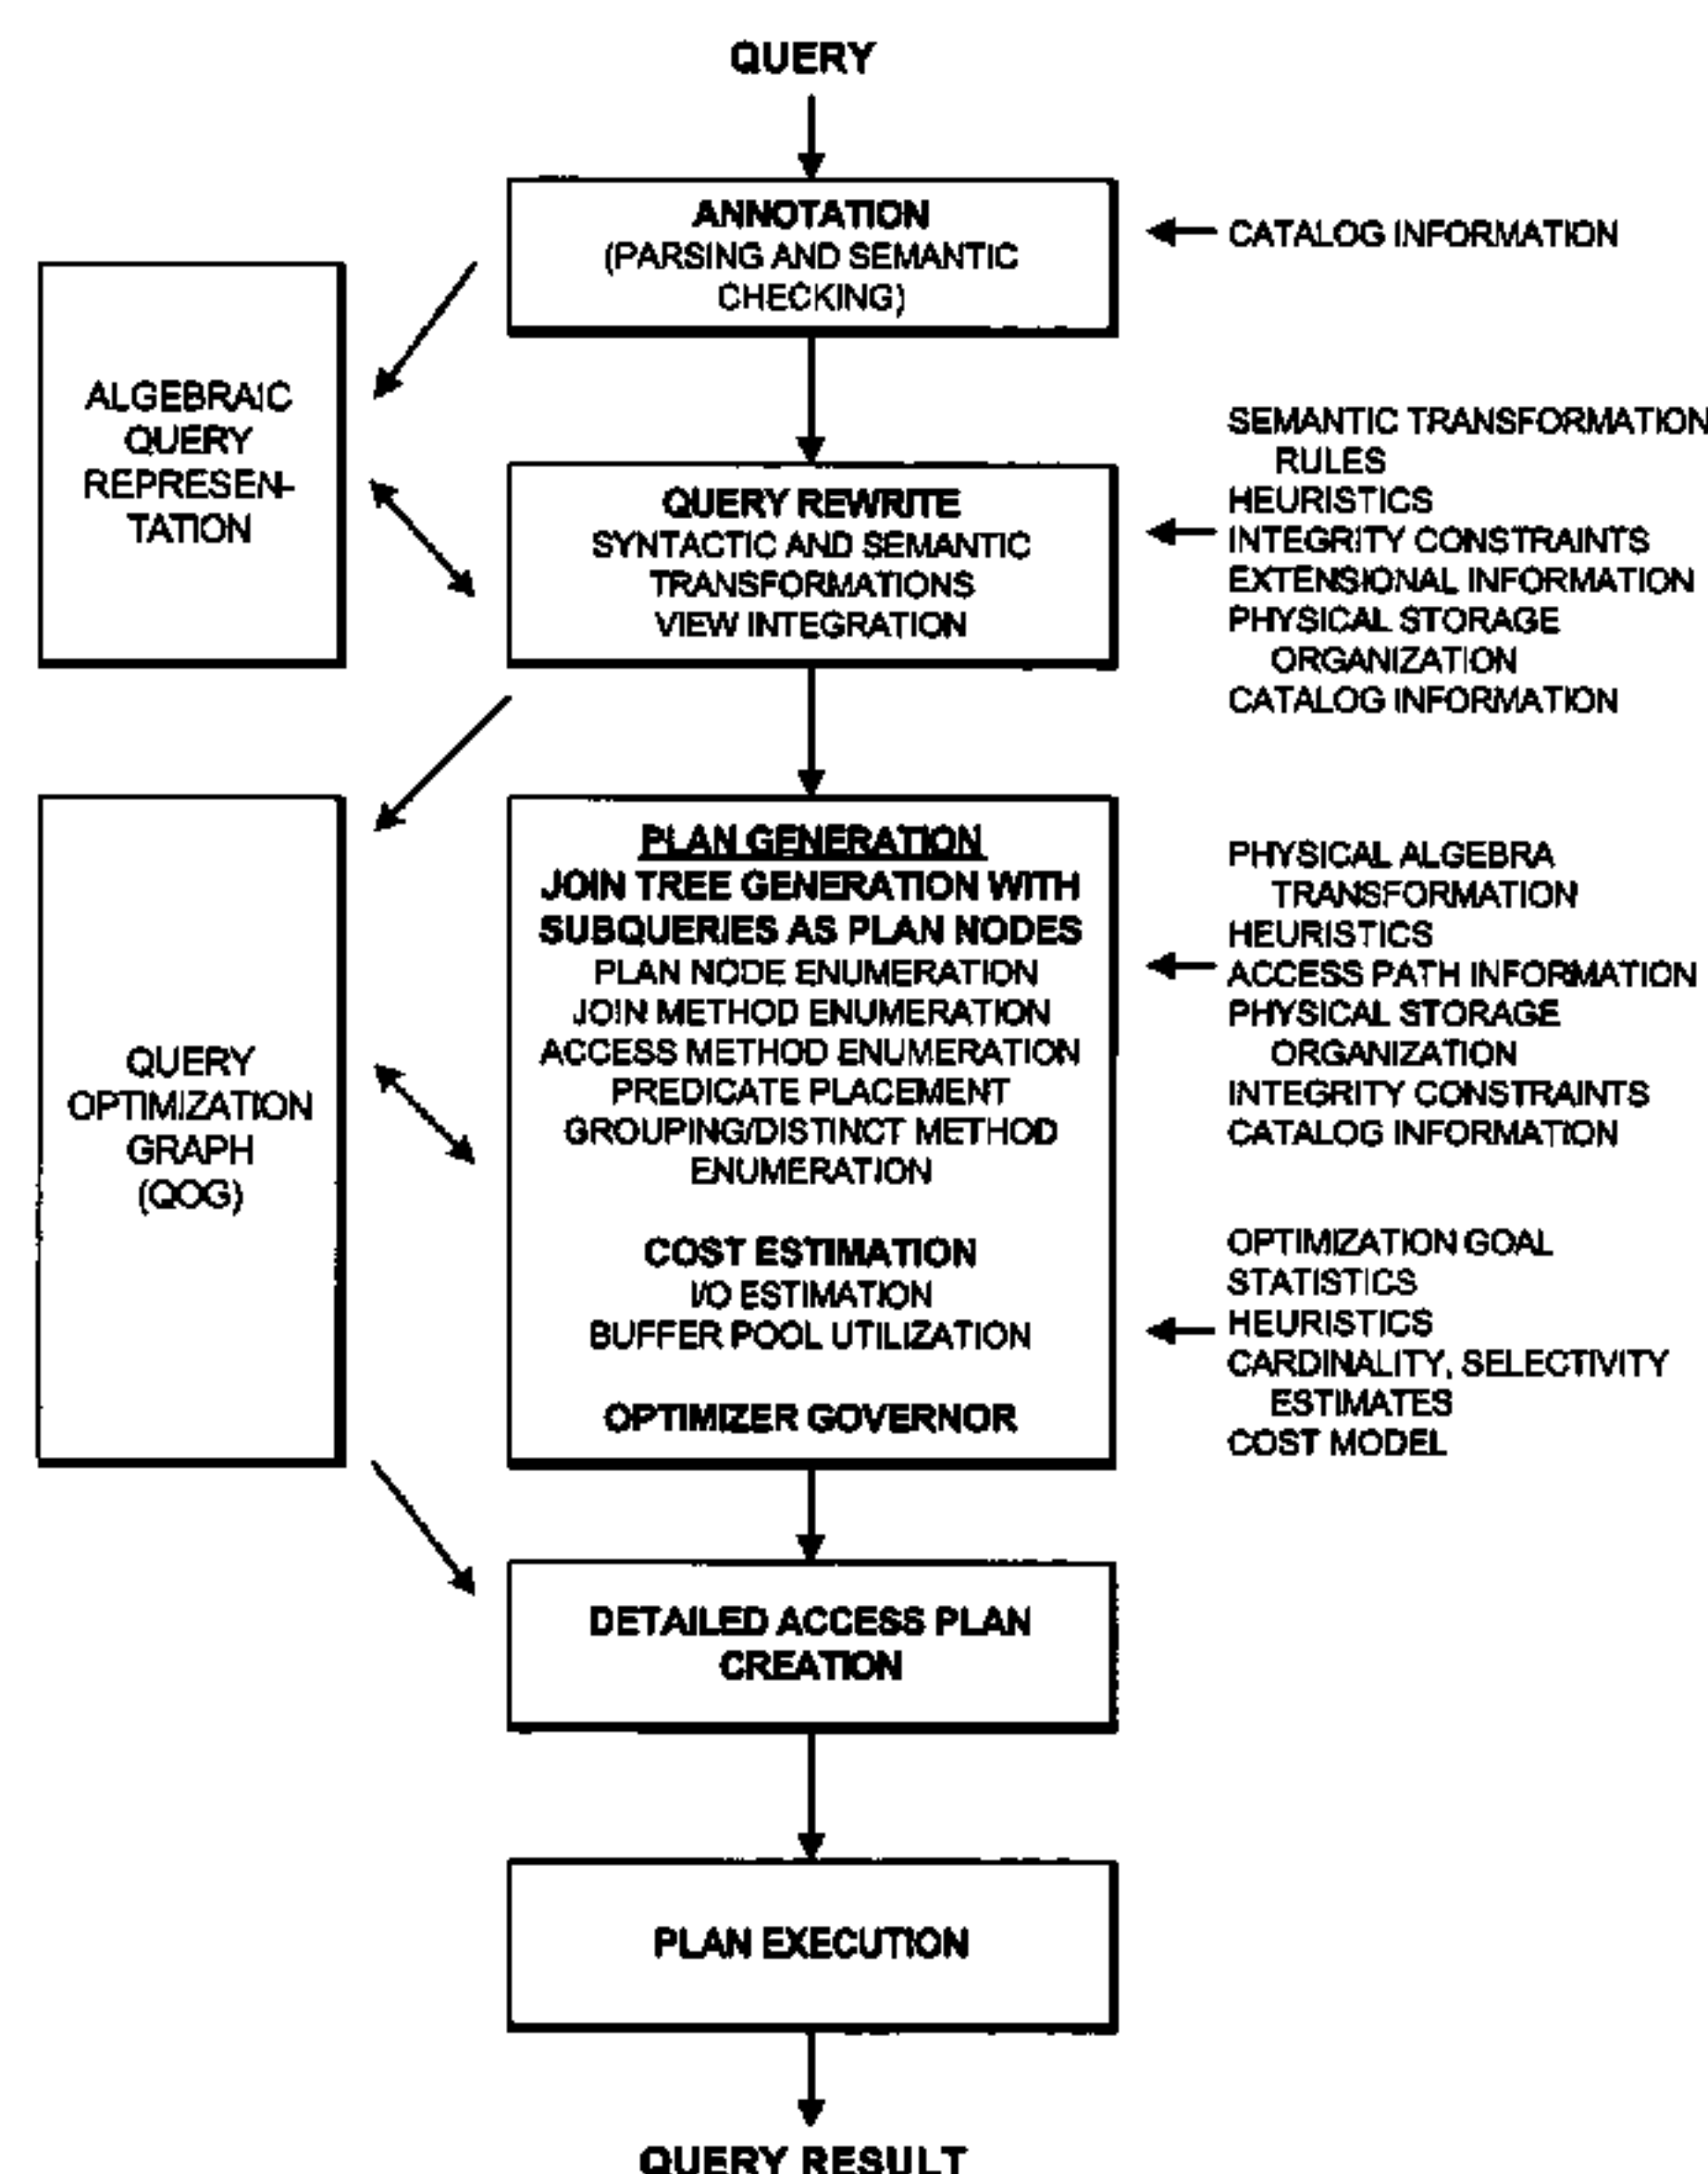 QUERY
ANNOTATION
(PARSING AND SEMANTIC
CHECKING)
CATALOG INFORMATION
ALGEBRAIC
QUERY
REPRESEN-
TATION
QUERY REWRITE
SYNTACTIC AND SEMANTIC
TRANSFORMATIONS
VIEW INTEGRATION
SEMANTIC TRANSFORMATION
RULES
HEURISTICS
INTEGRITY CONSTRAINTS
EXTENSIONAL INFORMATION
PHYSICAL STORAGE
ORGANIZATION
CATALOG INFORMATION
QUERY
OPTIMIZATION
GRAPH
(QOG)
PLAN GENERATION
JOIN TREE GENERATION WITH
SUBQUERIES AS PLAN NODES
PLAN NODE ENUMERATION
JOIN METHOD ENUMERATION
ACCESS METHOD ENUMERATION
PREDICATE PLACEMENT
GROUPING/DISTINCT METHOD
ENUMERATION
COST ESTIMATION
I/O ESTIMATION
BUFFER POOL UTILIZATION
OPTIMIZER GOVERNOR
PHYSICAL ALGEBRA
TRANSFORMATION
HEURISTICS
ACCESS PATH INFORMATION
PHYSICAL STORAGE
ORGANIZATION
INTEGRITY CONSTRAINTS
CATALOG INFORMATION
OPTIMIZATION GOAL
STATISTICS
HEURISTICS
CARDINALITY, SELECTIVITY
ESTIMATES
COST MODEL
DETAILED ACCESS PLAN
CREATION
PLAN EXECUTION
QUERY RESULT